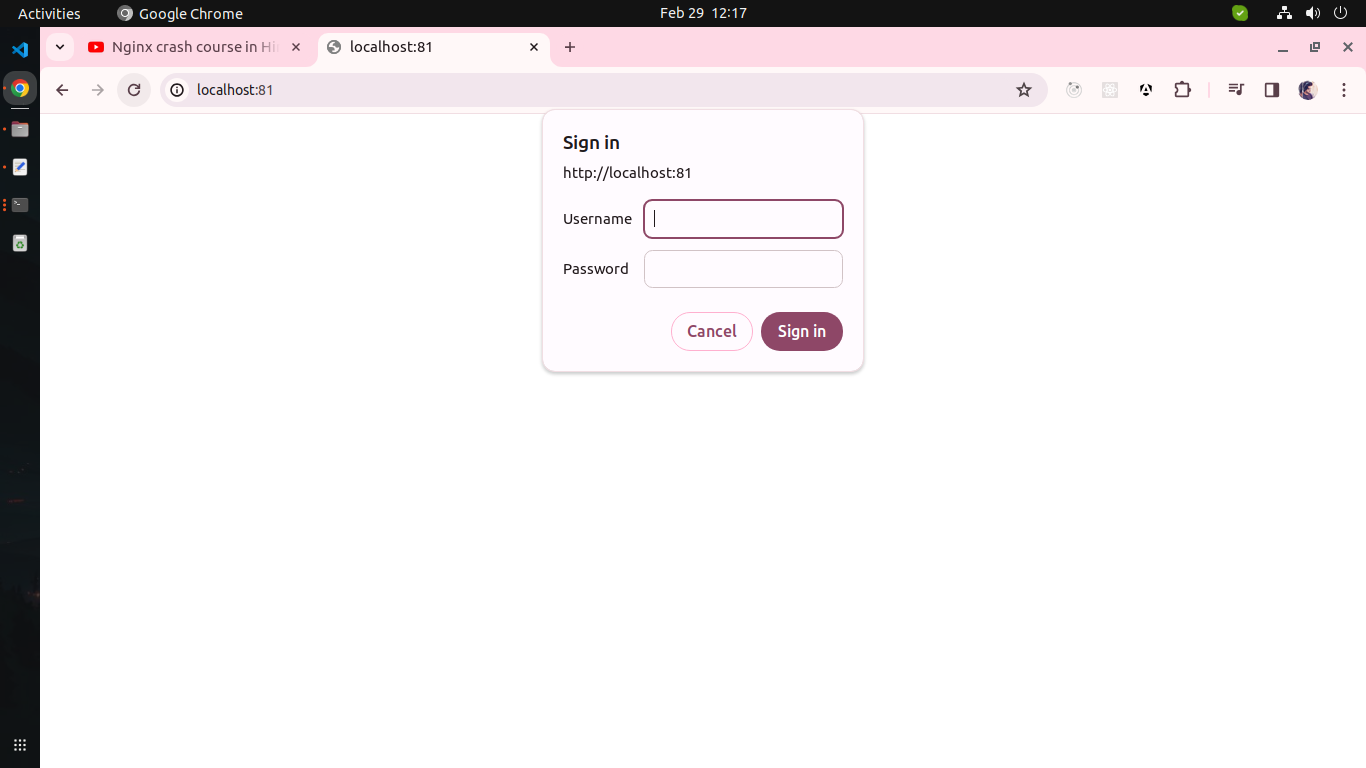 Activities
Google Chrome
Feb 29 12:17
Nginx crash course in Hi
localhost:81
localhost:81
Sign in
http://localhost:81
Username
Password
Cancel
Sign in